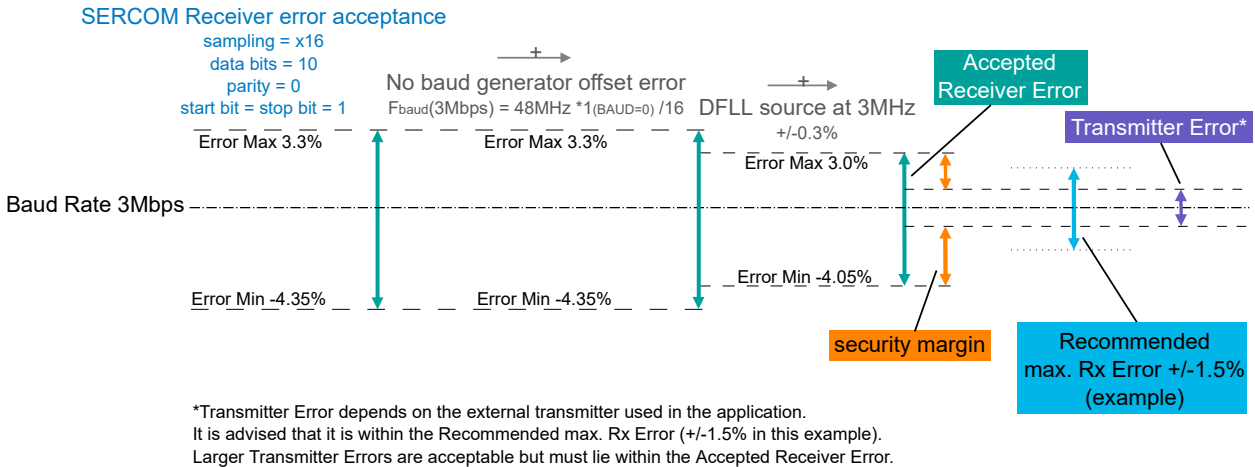 SERCOM Receiver error acceptance
sampling = x16
data bits = 10
parity = 0
start bit = stop bit = 1
+
No baud generator offset error
Fbaud(3Mbps) = 48MHz *1(BAUD=0) /16
+
DFLL source at 3MHz
+/-0.3%
Accepted
Receiver Error
Transmitter Error*
Error Max 3.3%
Error Max 3.3%
Error Max 3.0%
Baud Rate 3Mbps
Error Min -4.35%
Error Min -4.35%
Error Min -4.05%
security margin
Recommended
max. Rx Error +/-1.5%
(example)
*Transmitter Error depends on the external transmitter used in the application.
It is advised that it is within the Recommended max. Rx Error (+/-1.5% in this example).
Larger Transmitter Errors are acceptable but must lie within the Accepted Receiver Error.